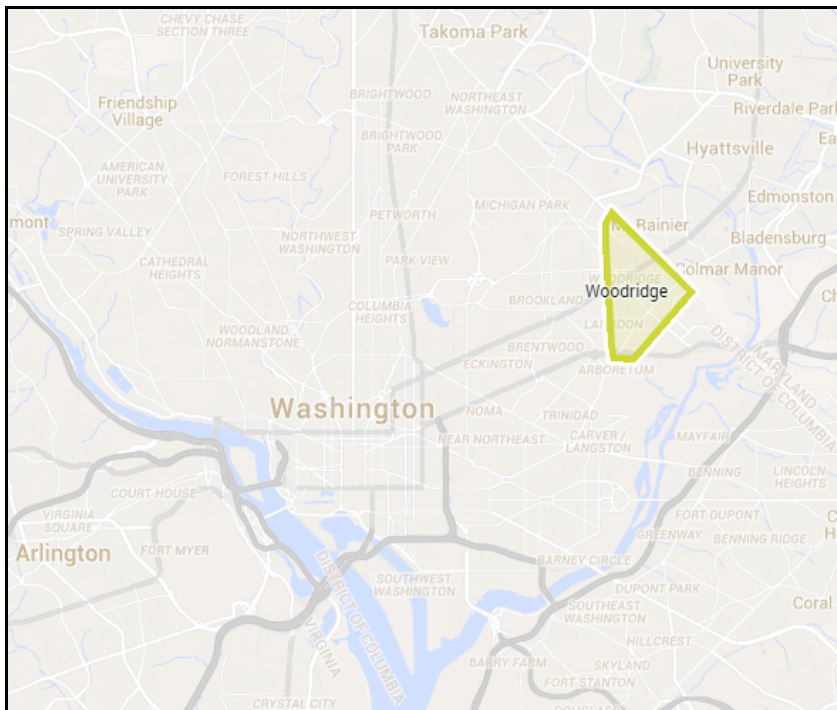 CHEVY CHASE
SECTION THREE
Takoma Park
University
Park
Friendship
Village
BRIGHTWOOD
NORTHEAST
WASHINGTON
Riverdale Park
BRIGHTWOOD
PARK
Hyattsville
Ea
AMERICAN
UNIVERSITY
PARK
FOREST HILLS
Edmonston
mont
SPRING VALLEY
NORTHWEST
WASHINGTON
PETWORTH
MICHIGAN PARK
Rainier
Bladensburg
CATHEDRAL
HEIGHTS
PARK VIEW
WOODRIDGE
Colmar Manor
Woodridge
COLUMBIA
HEIGHTS
BROOKLAND
Ch
WOODLAND
NORMANSTONE
LANGDON
BRENTWOOD
ECKINGTON
ARBORETUM
MARYLAND
DISTRICT OF COLUMBIA
Washington
NOMA
TRINIDAD
NEAR NORTHEAST
CARVER /
LANGSTON
MAYFAIR
BENNING
LINCOLN
HEIGHTS
COURT HOUSE
VIRGINIA
SQUARE
FORT DUPONT
C
He
Arlington
FORT MYER
GREENWAY
BENNING RIDGE
BARNEY CIRCLE
SOUTHWEST
WASHINGTON
DUPONT PARK
DISTRICT OF COLUMBIA
VIRGINIA
SOUTHEAST
WASHINGTON
Coral
HILLCREST
BARRY FARM
SKYLAND
FORT STANTON
CRYSTAL CITY
DOUGLASS